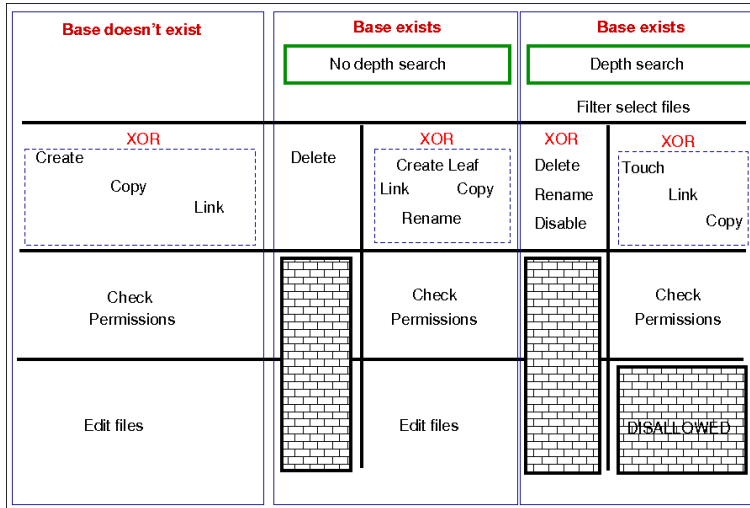 Base doesn't exist
Base exists
Base exists
No depth search
Depth search
Filter select files
XOR
Create
Copy
Link
Delete
XOR
Create Leaf
Link Copy
Rename
XOR
Delete
Rename
Disable
XOR
Touch
Link
Copy
Check
Permissions
Check
Permissions
Check
Permissions
Edit files
Edit files
DISALLOWED